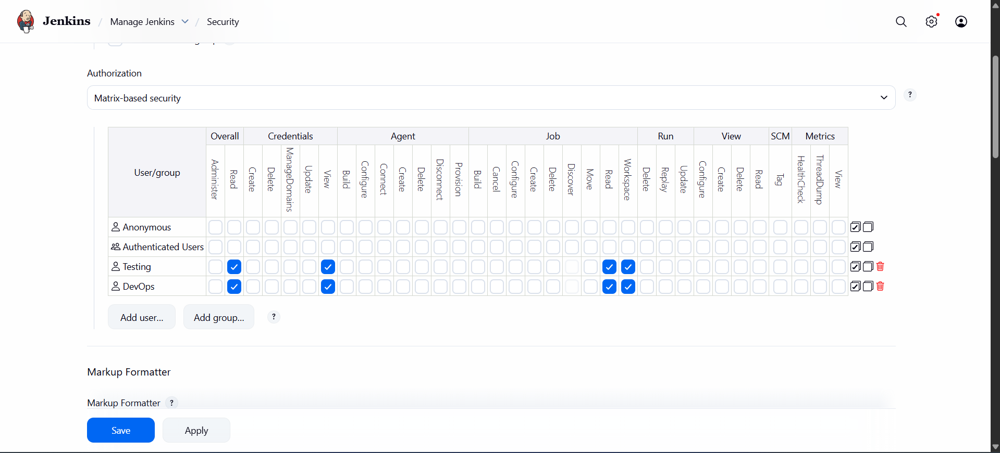 Jenkins / Manage Jenkins / Security
Authorization
Matrix-based security
?
User/group
Overall Credentials Agent Job Run View SCM Metrics
Administer Read Create Delete ManageDomains Update View Build Configure Connect Create Delete Disconnect Provision Build Cancel Configure Create Delete Discover Move Read Workspace Delete Replay Update Configure Create Delete Read Tag HealthCheck ThreadDump View
Anonymous
Authenticated Users
Testing
DevOps
Add user... Add group... ?
Markup Formatter
Markup Formatter ?
Save Apply